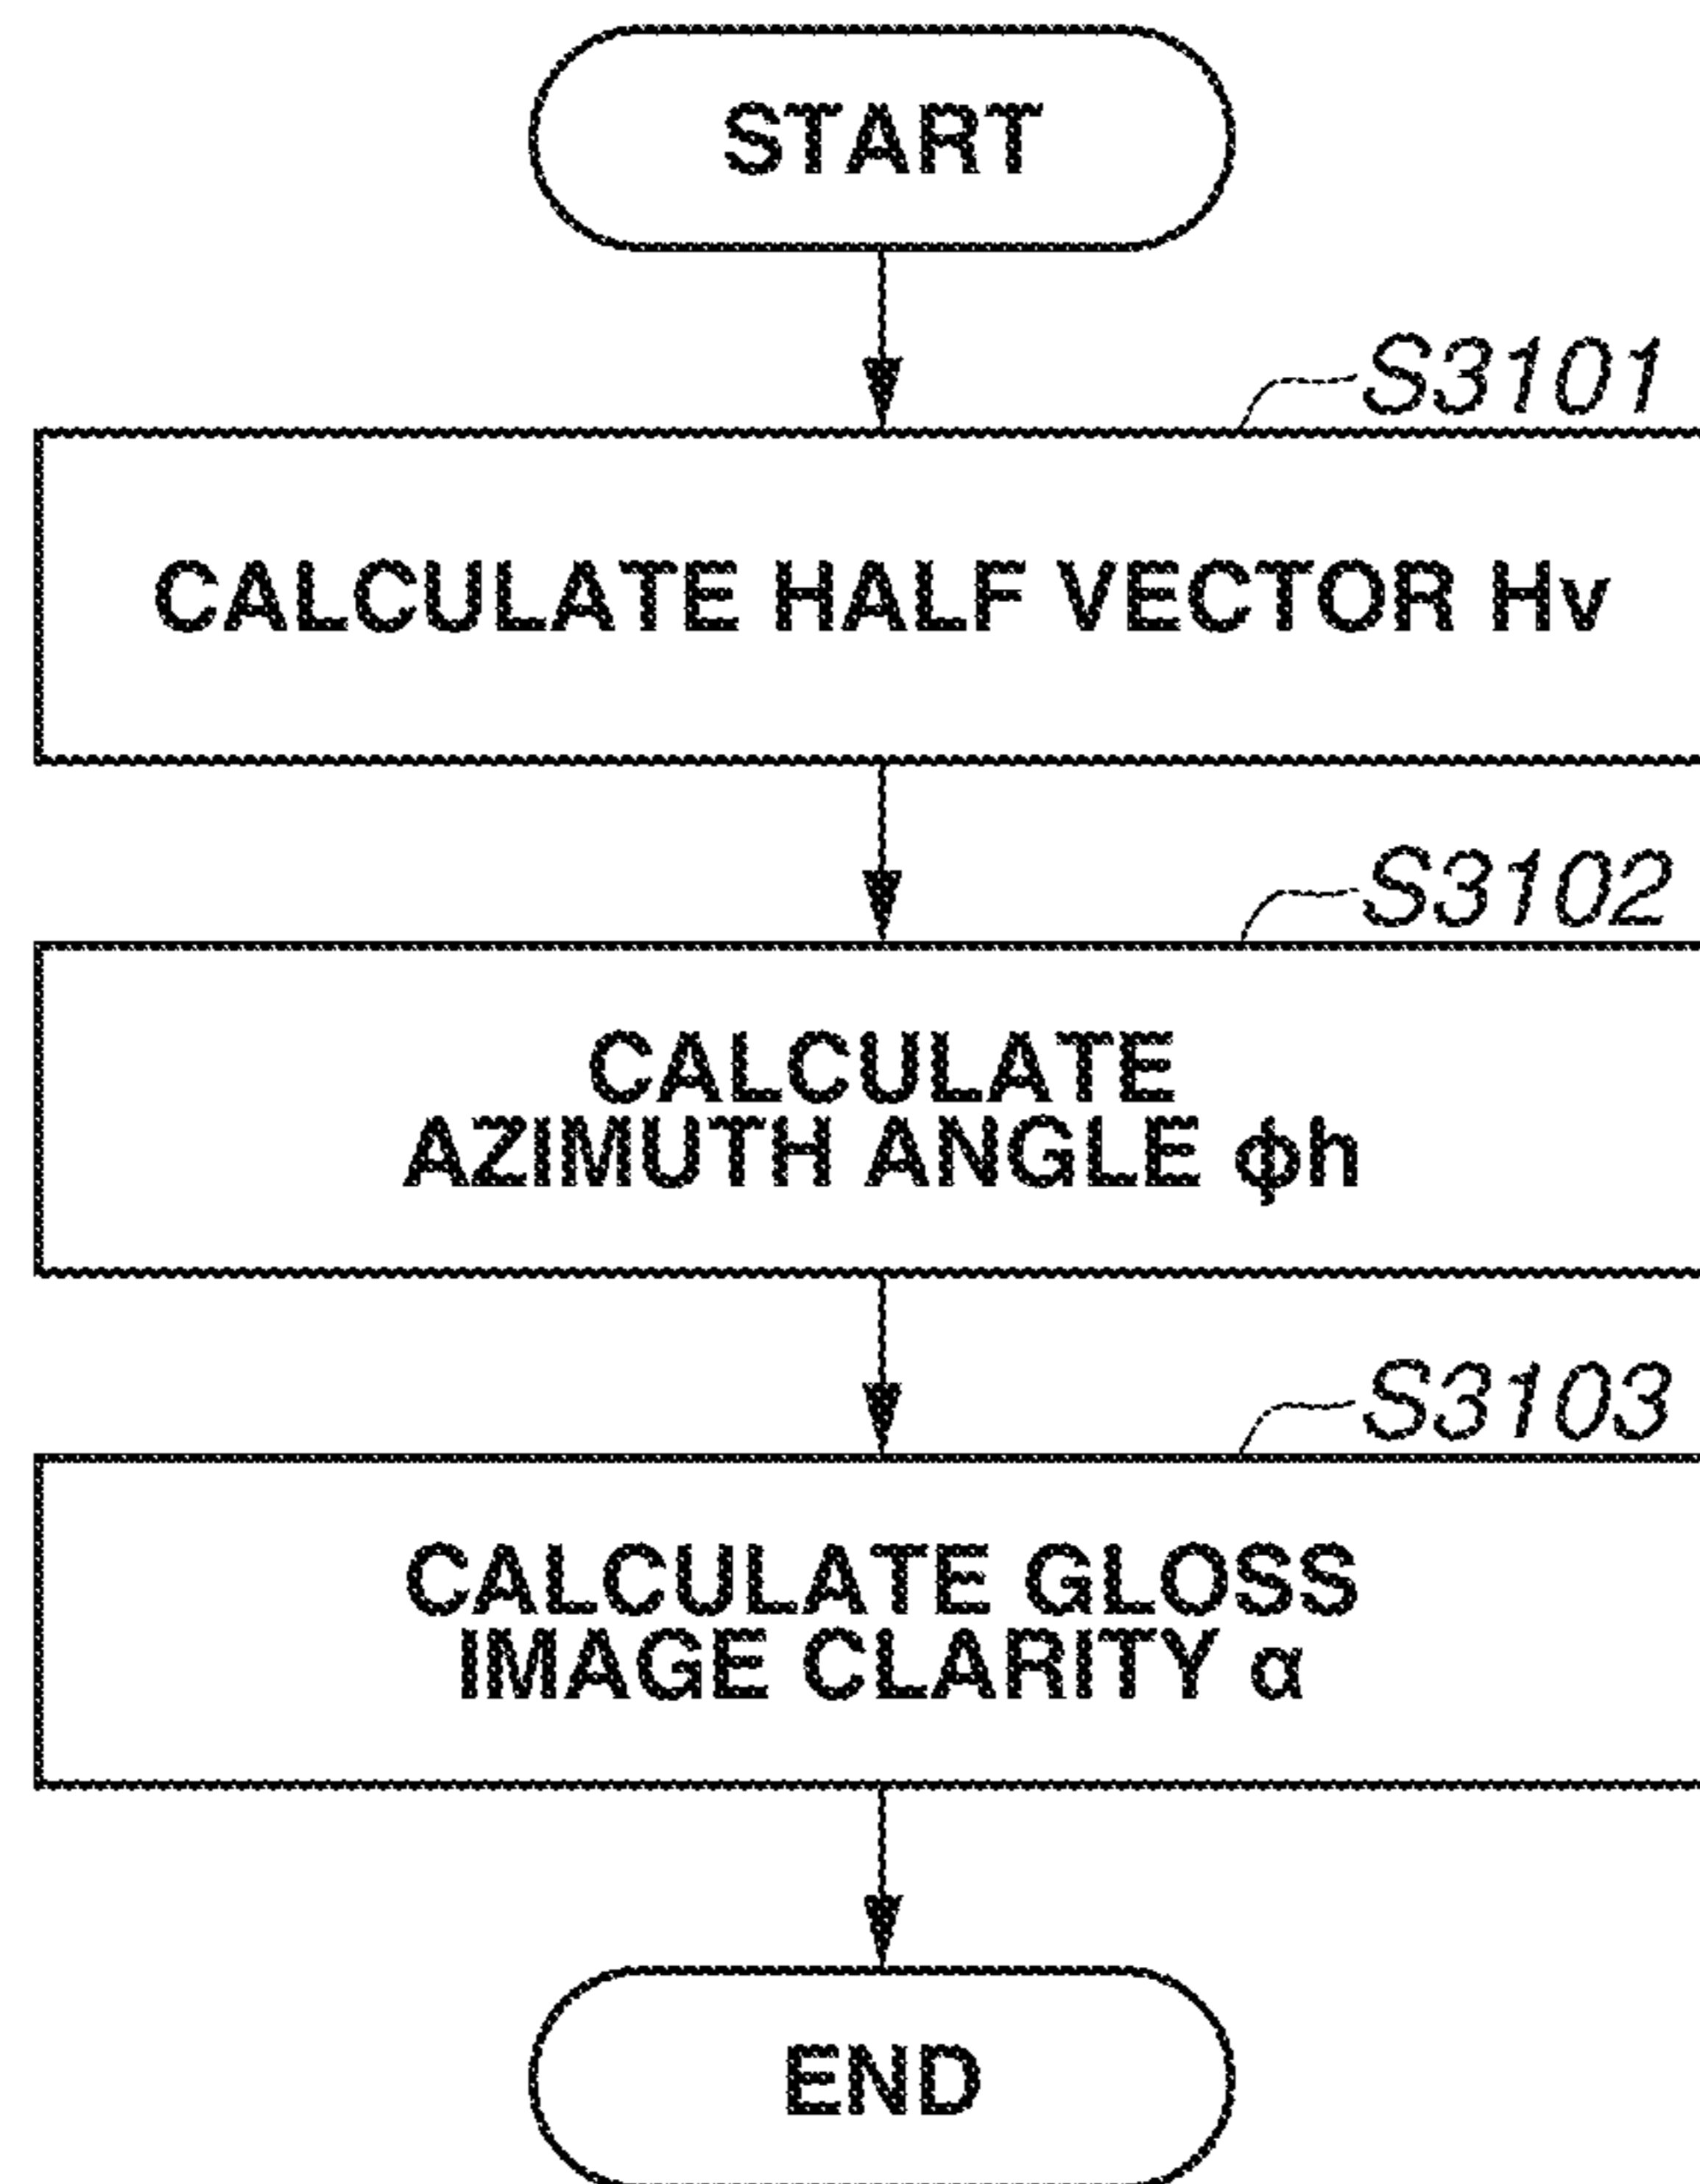 START
S3101
CALCULATE HALF VECTOR Hv
S3102
CALCULATE
AZIMUTH ANGLE ϕh
S3103
CALCULATE GLOSS
IMAGE CLARITY α
END